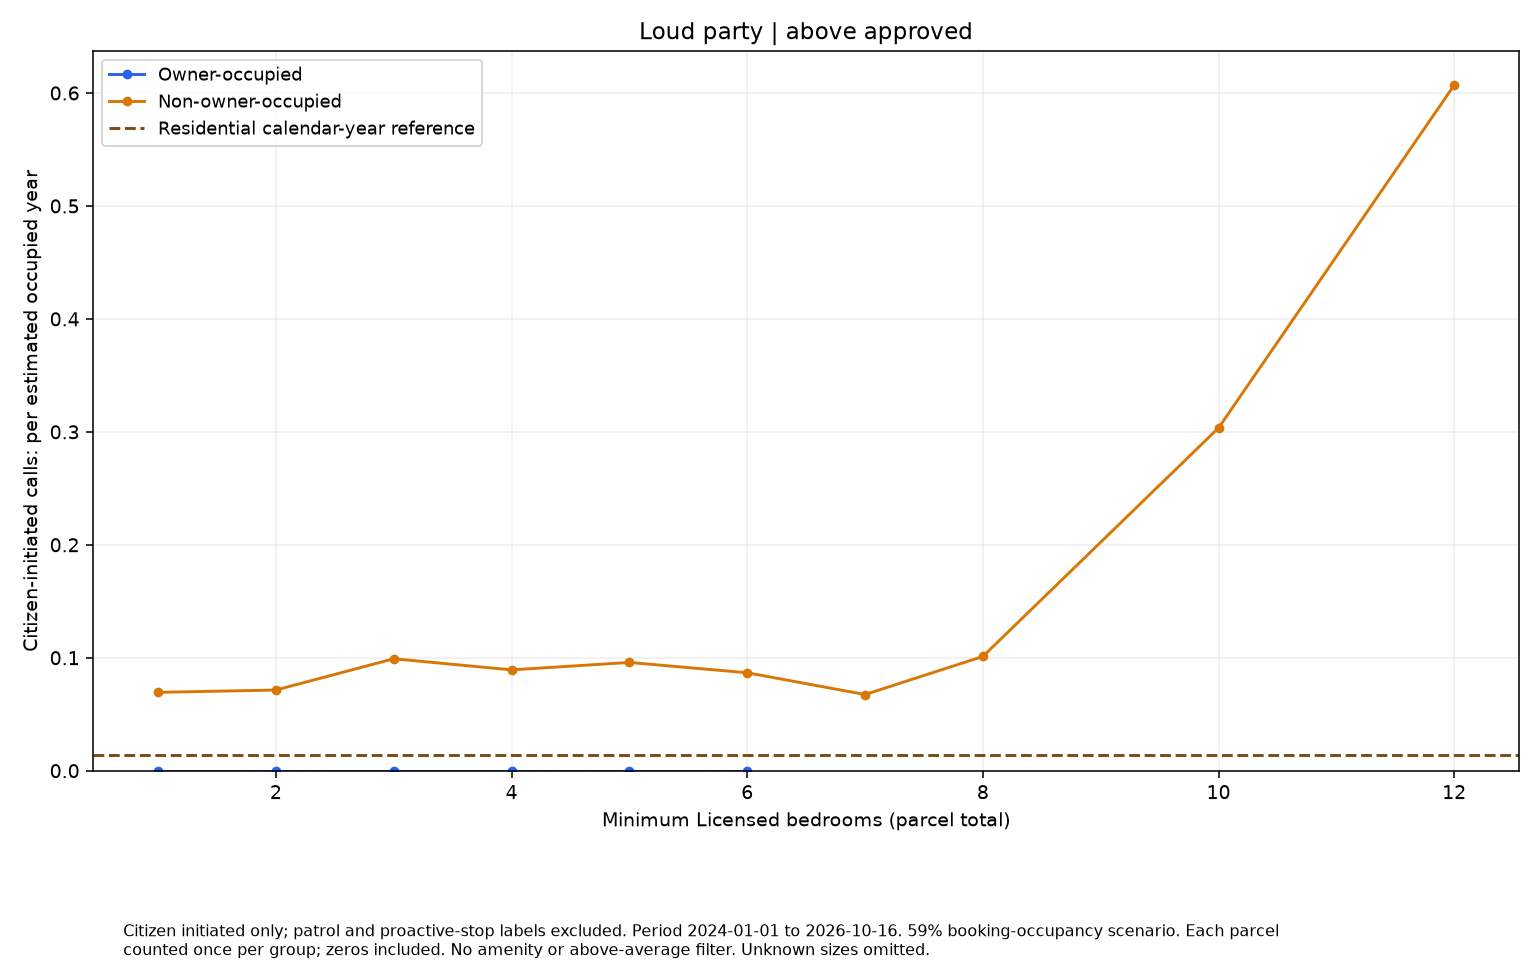 Loud party | above approved
Owner-occupied
Non-owner-occupied
Residential calendar-year reference
Citizen-initiated calls: per estimated occupied year
0.6
0.5
0.4
0.3
0.2
0.1
0.0
2 4 6 8 10 12
Minimum Licensed bedrooms (parcel total)
Citizen initiated only; patrol and proactive-stop labels excluded. Period 2024-01-01 to 2026-10-16. 59% booking-occupancy scenario. Each parcel
counted once per group; zeros included. No amenity or above-average filter. Unknown sizes omitted.